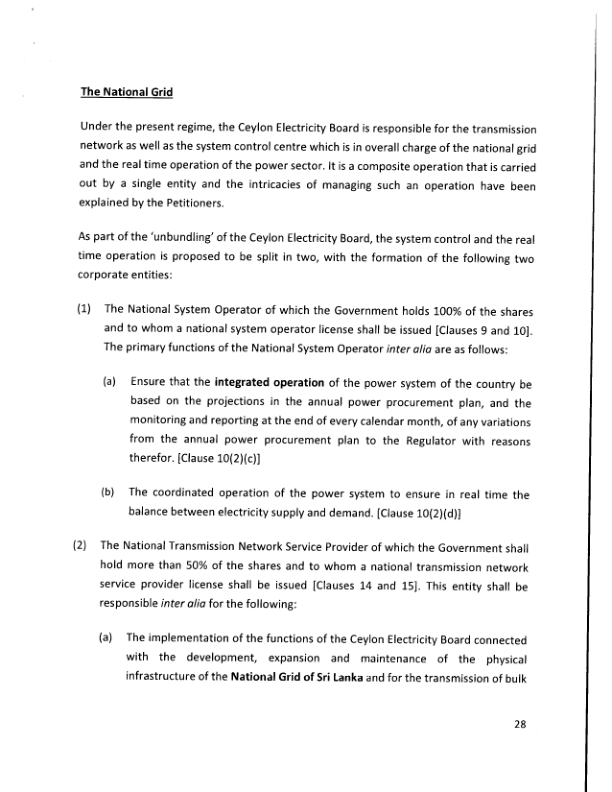 The National Grid
Under the present regime, the Ceylon Electricity Board is responsible for the transmission
network as well as the system control centre which is in overall charge of the national grid
and the real time operation of the power sector. It is a composite operation that is carried
out by a single entity and the intricacies of managing such an operation have been
explained by the Petitioners.
As part of the 'unbundling' of the Ceylon Electricity Board, the system control and the real
time operation is proposed to be split in two, with the formation of the following two
corporate entities:
(1) The National System Operator of which the Government holds 100% of the shares
and to whom a national system operator license shall be issued [Clauses 9 and 10].
The primary functions of the National System Operator inter alia are as follows:
(a) Ensure that the integrated operation of the power system of the country be
based on the projections in the annual power procurement plan, and the
monitoring and reporting at the end of every calendar month, of any variations
from the annual power procurement plan to the Regulator with reasons
therefor. [Clause 10(2)(c)]
(b) The coordinated operation of the power system to ensure in real time the
balance between electricity supply and demand. [Clause 10(2)(d)]
(2) The National Transmission Network Service Provider of which the Government shall
hold more than 50% of the shares and to whom a national transmission network
service provider license shall be issued [Clauses 14 and 15]. This entity shall be
responsible inter alia for the following:
(a) The implementation of the functions of the Ceylon Electricity Board connected
with the development, expansion and maintenance of the physical
infrastructure of the National Grid of Sri Lanka and for the transmission of bulk
28